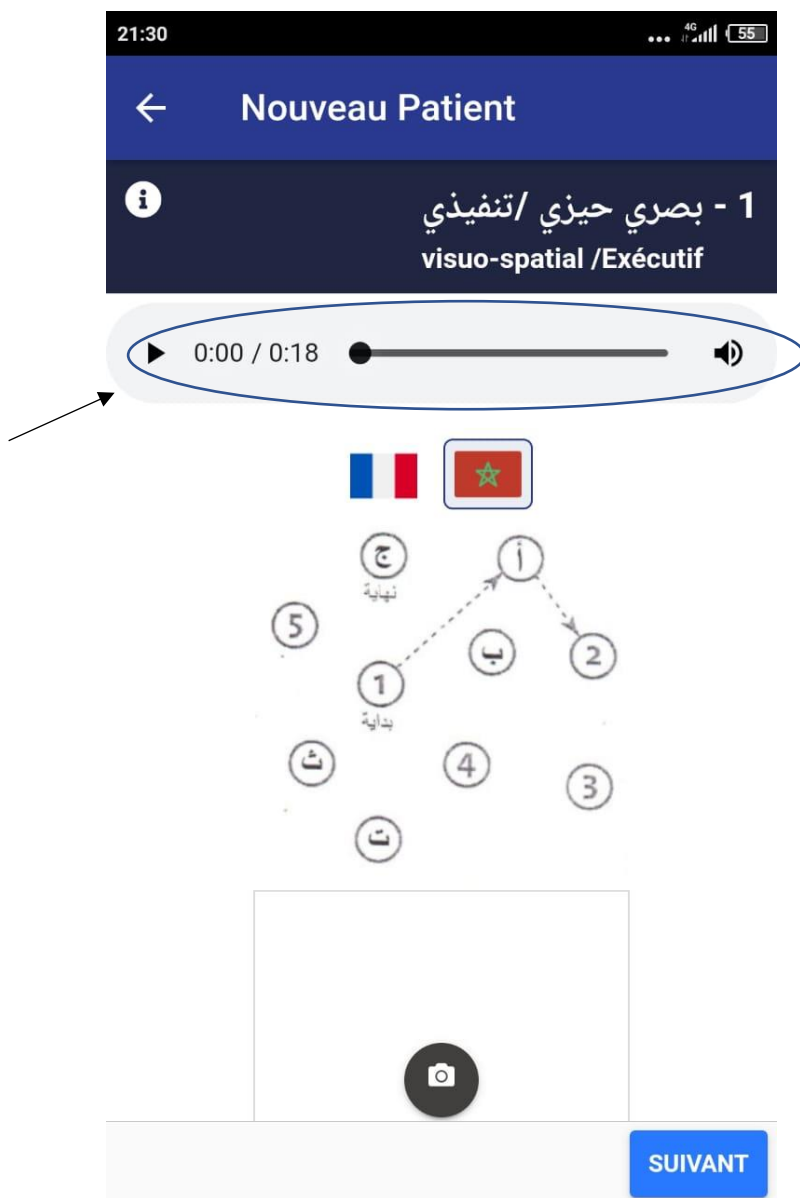 21:30
4G
55
Nouveau Patient
1 - بصري حيزي /تنفيذي
visuo-spatial /Exécutif
0:00 / 0:18
ج
أ
نهاية
5
ب
2
1
بداية
ث
4
3
ت
SUIVANT